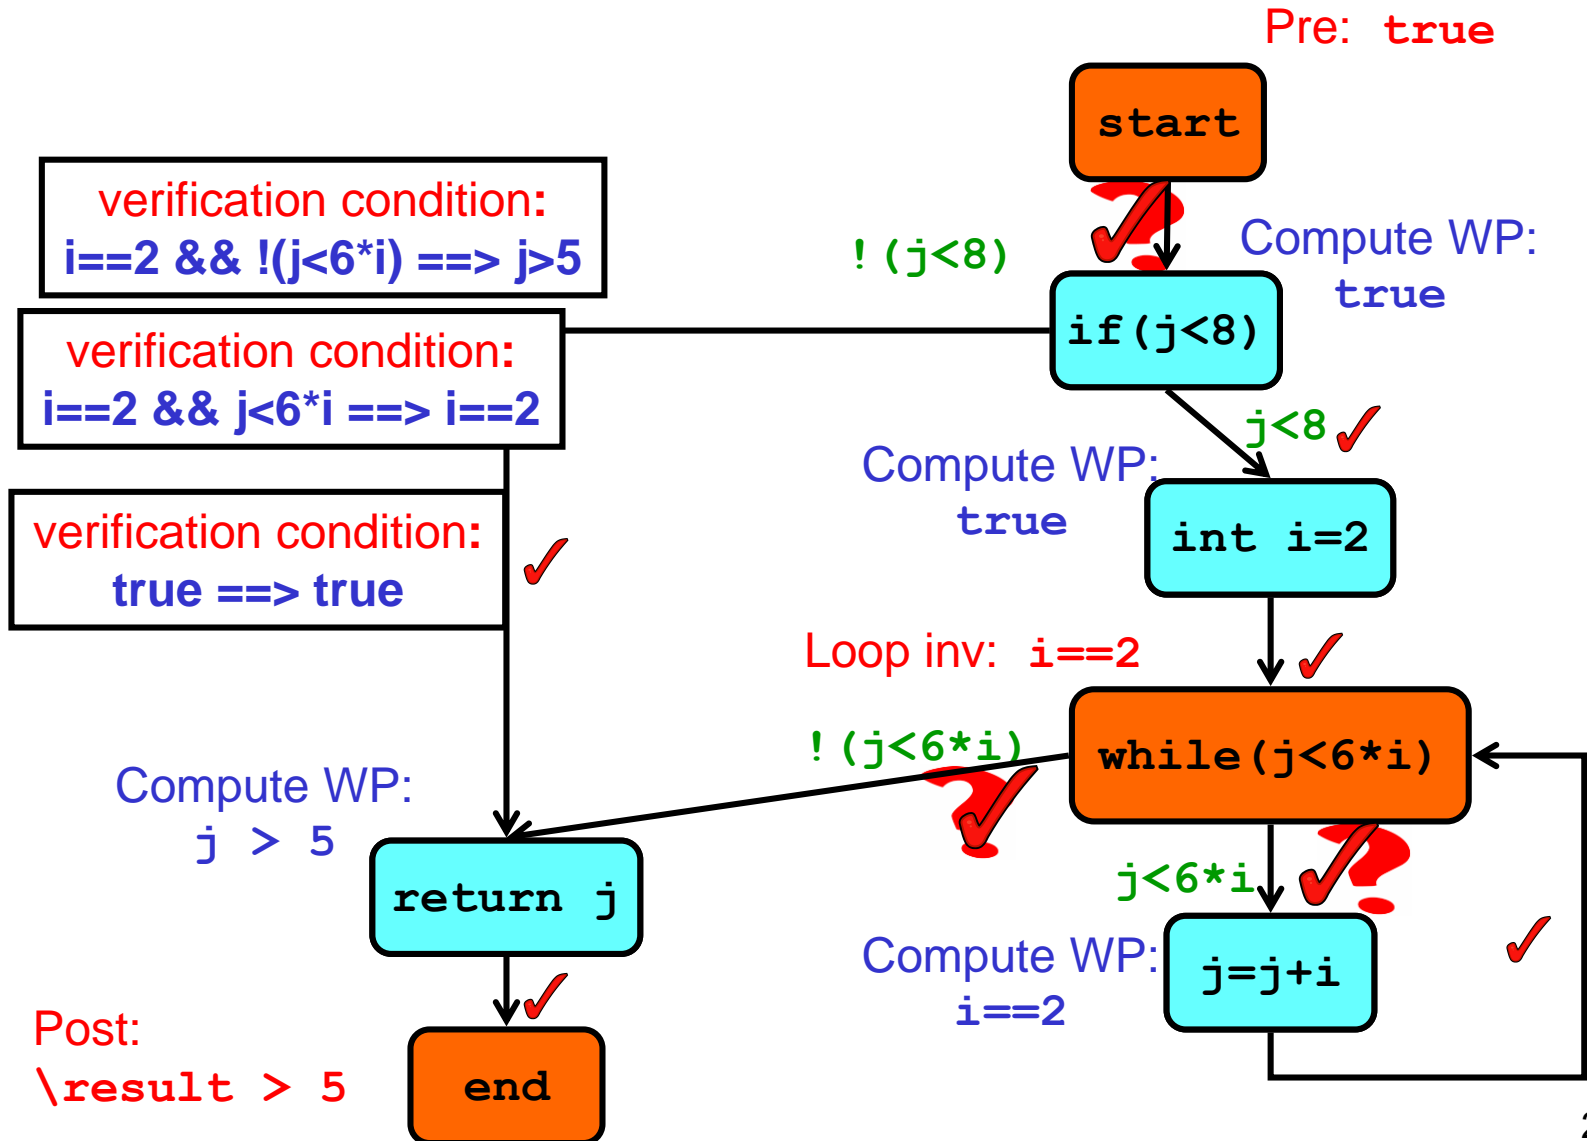 Pre: true
start
verification condition:
i==2 && !(j<6*i) ==> j>5
!(j<8)
Compute WP:
true
if(j<8)
verification condition:
i==2 && j<6*i ==> i==2
j<8
Compute WP:
true
int i=2
verification condition:
true ==> true
Loop inv: i==2
!(j<6*i)
while(j<6*i)
Compute WP:
j > 5
return j
j<6*i
Compute WP:
i==2
j=j+i
Post:
\result > 5
end